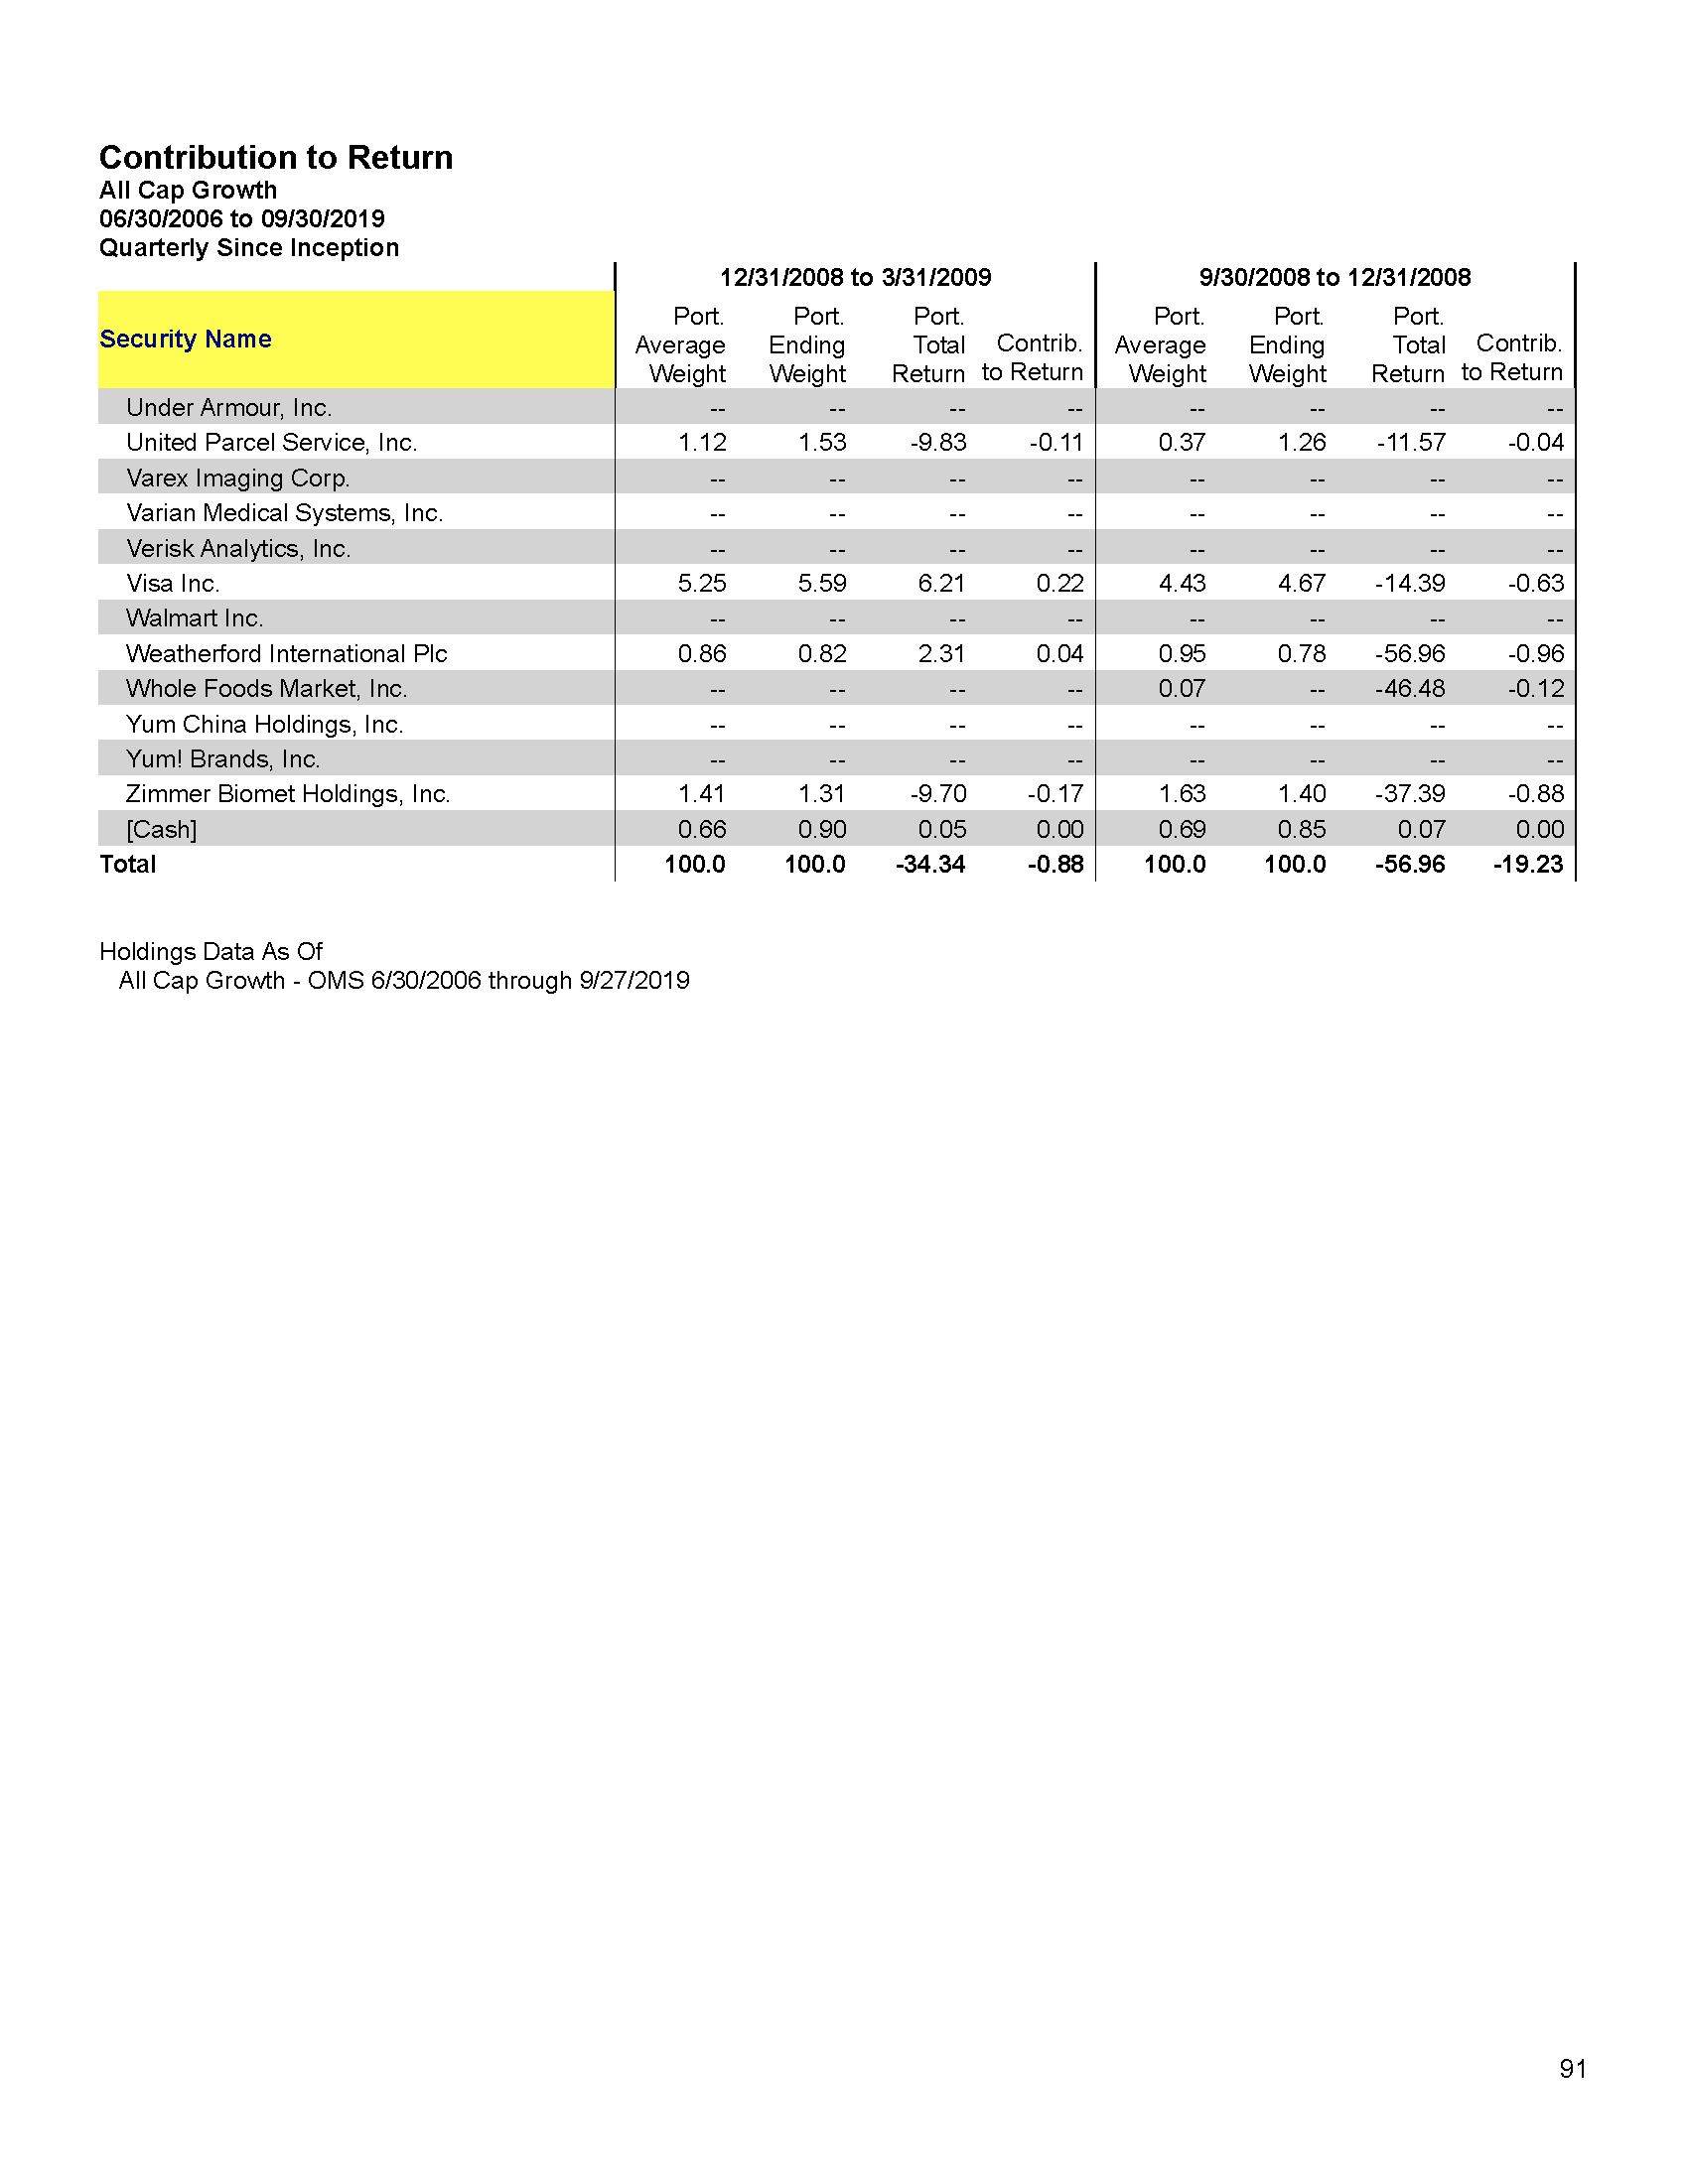 Contribution to Return
All Cap Growth
06/30/2006 to 09/30/2019
Quarterly Since Inception
12/31/2008 to 3/31/2009 9/30/2008 to 12/31/2008
Security Name Port. Average Weight Port. Ending Weight Port. Total Return Contrib. to Return Port. Average Weight Port. Ending Weight Port. Total Return Contrib. to Return
Under Armour, Inc. -- -- -- -- -- -- -- --
United Parcel Service, Inc. 1.12 1.53 -9.83 -0.11 0.37 1.26 -11.57 -0.04
Varex Imaging Corp. -- -- -- -- -- -- -- --
Varian Medical Systems, Inc. -- -- -- -- -- -- -- --
Verisk Analytics, Inc. -- -- -- -- -- -- -- --
Visa Inc. 5.25 5.59 6.21 0.22 4.43 4.67 -14.39 -0.63
Walmart Inc. -- -- -- -- -- -- -- --
Weatherford International Plc 0.86 0.82 2.31 0.04 0.95 0.78 -56.96 -0.96
Whole Foods Market, Inc. -- -- -- -- 0.07 -- -46.48 -0.12
Yum China Holdings, Inc. -- -- -- -- -- -- -- --
Yum! Brands, Inc. -- -- -- -- -- -- -- --
Zimmer Biomet Holdings, Inc. 1.41 1.31 -9.70 -0.17 1.63 1.40 -37.39 -0.88
[Cash] 0.66 0.90 0.05 0.00 0.69 0.85 0.07 0.00
Total 100.0 100.0 -34.34 -0.88 100.0 100.0 -56.96 -19.23
Holdings Data As Of
All Cap Growth - OMS 6/30/2006 through 9/27/2019
91